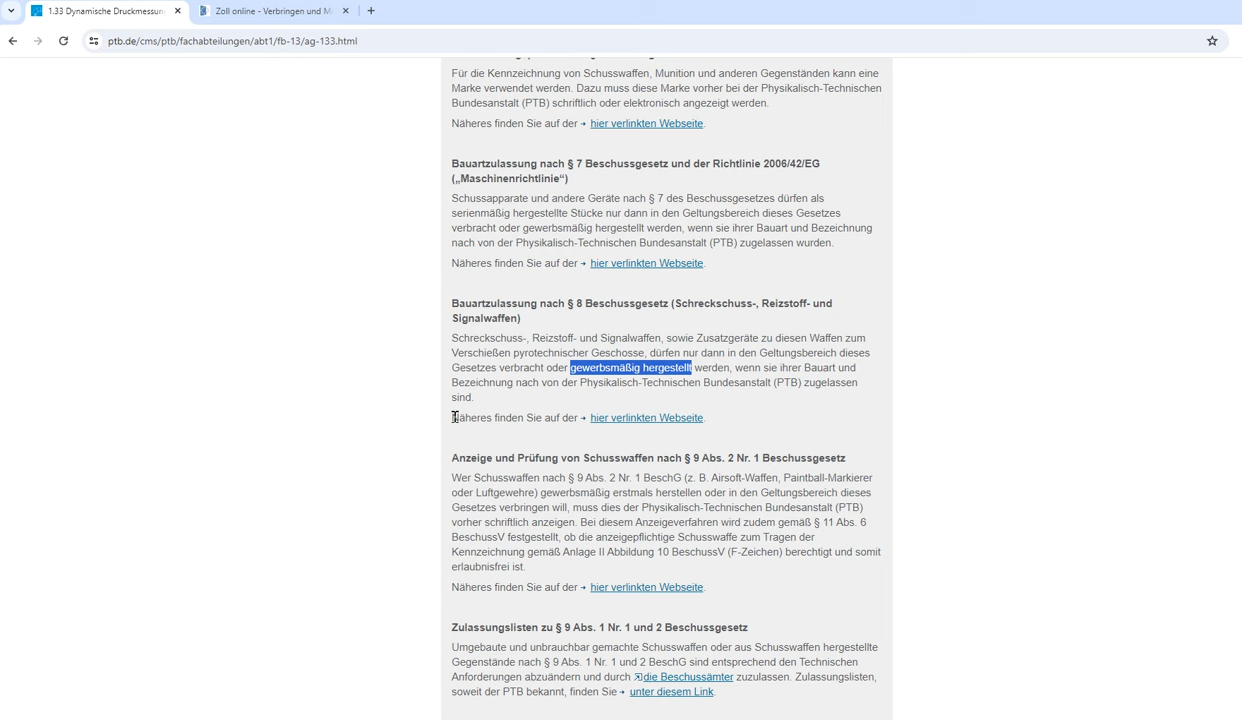 1.33 Dynamische Druckmessun
Zoll online - Verbringen und M
ptb.de/cms/ptb/fachabteilungen/abt1/fb-13/ag-133.html
Für die Kennzeichnung von Schusswaffen, Munition und anderen Gegenständen kann eine
Marke verwendet werden. Dazu muss diese Marke vorher bei der Physikalisch-Technischen
Bundesanstalt (PTB) schriftlich oder elektronisch angezeigt werden.
Näheres finden Sie auf der → hier verlinkten Webseite.
Bauartzulassung nach § 7 Beschussgesetz und der Richtlinie 2006/42/EG
(„Maschinenrichtlinie“)
Schussapparate und andere Geräte nach § 7 des Beschussgesetzes dürfen als
serienmäßig hergestellte Stücke nur dann in den Geltungsbereich dieses Gesetzes
verbracht oder gewerbsmäßig hergestellt werden, wenn sie ihrer Bauart und Bezeichnung
nach von der Physikalisch-Technischen Bundesanstalt (PTB) zugelassen wurden.
Näheres finden Sie auf der → hier verlinkten Webseite.
Bauartzulassung nach § 8 Beschussgesetz (Schreckschuss-, Reizstoff- und
Signalwaffen)
Schreckschuss-, Reizstoff- und Signalwaffen, sowie Zusatzgeräte zu diesen Waffen zum
Verschießen pyrotechnischer Geschosse, dürfen nur dann in den Geltungsbereich dieses
Gesetzes verbracht oder gewerbsmäßig hergestellt werden, wenn sie ihrer Bauart und
Bezeichnung nach von der Physikalisch-Technischen Bundesanstalt (PTB) zugelassen
sind.
Näheres finden Sie auf der → hier verlinkten Webseite.
Anzeige und Prüfung von Schusswaffen nach § 9 Abs. 2 Nr. 1 Beschussgesetz
Wer Schusswaffen nach § 9 Abs. 2 Nr. 1 BeschG (z. B. Airsoft-Waffen, Paintball-Markierer
oder Luftgewehre) gewerbsmäßig erstmals herstellen oder in den Geltungsbereich dieses
Gesetzes verbringen will, muss dies der Physikalisch-Technischen Bundesanstalt (PTB)
vorher schriftlich anzeigen. Bei diesem Anzeigeverfahren wird zudem gemäß § 11 Abs. 6
BeschussV festgestellt, ob die anzeigepflichtige Schusswaffe zum Tragen der
Kennzeichnung gemäß Anlage II Abbildung 10 BeschussV (F-Zeichen) berechtigt und somit
erlaubnisfrei ist.
Näheres finden Sie auf der → hier verlinkten Webseite.
Zulassungslisten zu § 9 Abs. 1 Nr. 1 und 2 Beschussgesetz
Umgebaute und unbrauchbar gemachte Schusswaffen oder aus Schusswaffen hergestellte
Gegenstände nach § 9 Abs. 1 Nr. 1 und 2 BeschG sind entsprechend den Technischen
Anforderungen abzuändern und durch die Beschussämter zuzulassen. Zulassungslisten,
soweit der PTB bekannt, finden Sie → unter diesem Link.